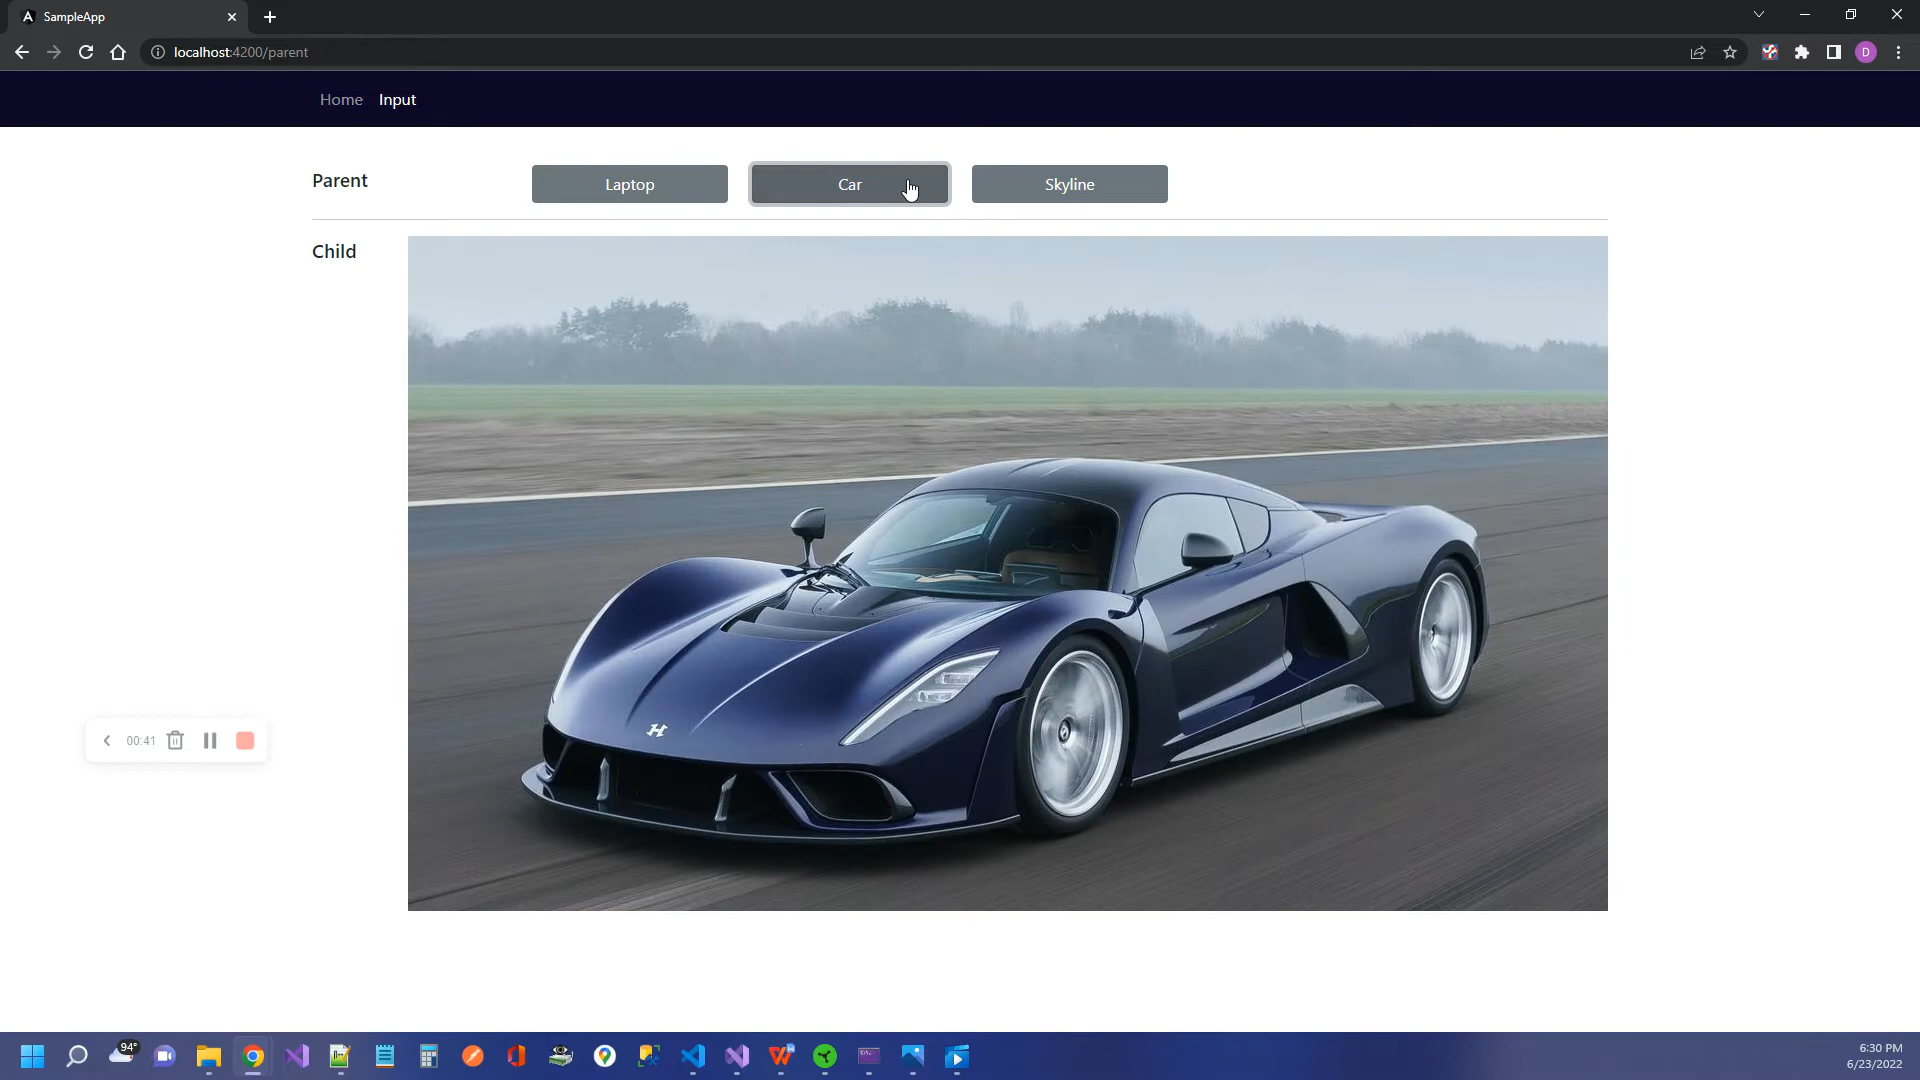 SampleApp
localhost:4200/parent
D
Home Input
Parent Laptop Car Skyline
Child
H
00:41
94°
6:30 PM
6/23/2022